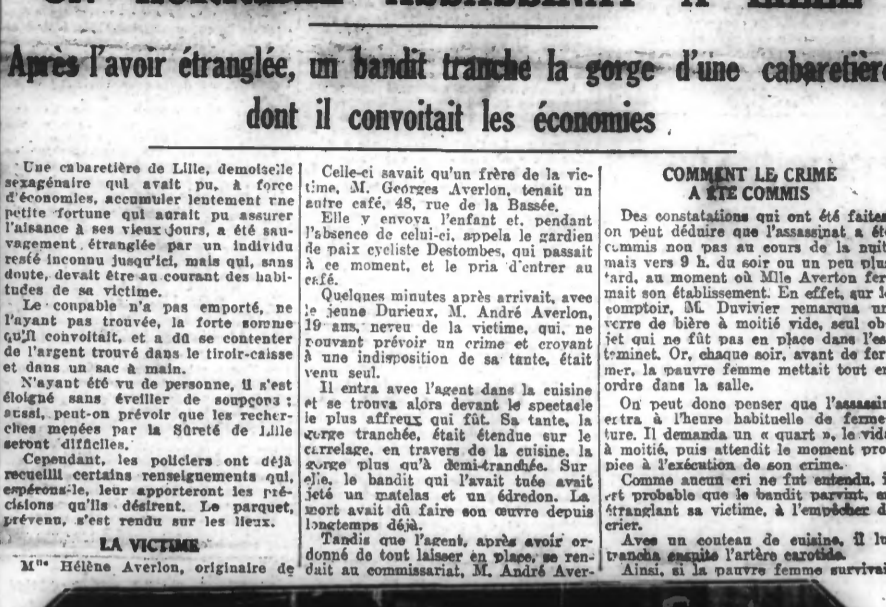 UN HORRIBLE ASSASSINAT A LILLE
Après l'avoir étranglée, un bandit tranche la gorge d'une cabaretière
dont il convoitait les économies
Une cabaretière de Lille, demoiselle
sexagénaire qui avait pu, à force
d'économies, accumuler lentement une
petite fortune qui aurait pu assurer
l'aisance à ses vieux jours, a été sau-
vagement étranglée par un individu
resté inconnu jusqu'ici, mais qui, sans
doute, devait être au courant des habi-
tudes de sa victime.
Le coupable n'a pas emporté, ne
l'ayant pas trouvée, la forte somme
qu'il convoitait, et a dû se contenter
de l'argent trouvé dans le tiroir-caisse
et dans un sac à main.
N'ayant été vu de personne, il s'est
éloigné sans éveiller de soupçons :
aussi, peut-on prévoir que les recher-
ches menées par la Sûreté de Lille
seront difficiles.
Cependant, les policiers ont déjà
recueilli certains renseignements qui,
espérons-le, leur apporteront les pré-
cisions qu'ils désirent. Le parquet,
prévenu, s'est rendu sur les lieux.
LA VICTIME
Mlle Hélène Averlon, originaire de
Celle-ci savait qu'un frère de la vic-
time, M. Georges Averlon, tenait un
autre café, 48, rue de la Bassée.
Elle y envoya l'enfant et, pendant
l'absence de celui-ci, appela le gardien
de paix cycliste Destombes, qui passait
à ce moment, et le pria d'entrer au
café.
Quelques minutes après arrivait, avec
le jeune Durieux, M. André Averlon,
19 ans, neveu de la victime, qui, ne
pouvant prévoir un crime et croyant
à une indisposition de sa tante, était
venu seul.
Il entra avec l'agent dans la cuisine
et se trouva alors devant le spectacle
le plus affreux qui fût. Sa tante, la
gorge tranchée, était étendue sur le
carrelage, en travers de la cuisine, la
gorge plus qu'à demi-tranchée. Sur
elle, le bandit qui l'avait tuée avait
jeté un matelas et un édredon. La
mort avait dû faire son œuvre depuis
longtemps déjà.
Tandis que l'agent, après avoir or-
donné de tout laisser en place, se ren-
dait au commissariat, M. André Aver-
COMMENT LE CRIME
A ÉTÉ COMMIS
Des constatations qui ont été faites
on peut déduire que l'assassinat a été
commis non pas au cours de la nuit
mais vers 9 h. du soir ou un peu plus
tard, au moment où Mlle Averton fer-
mait son établissement. En effet, sur le
comptoir, M. Duvivier remarqua un
verre de bière à moitié vide, seul ob-
jet qui ne fût pas en place dans l'es-
taminet. Or, chaque soir, avant de fer-
mer, la pauvre femme mettait tout en
ordre dans la salle.
On peut donc penser que l'assassin
entra à l'heure habituelle de ferme-
ture. Il demanda un « quart », le vida
à moitié, puis attendit le moment pro-
pice à l'exécution de son crime.
Comme aucun cri ne fut entendu, i
est probable que le bandit parvint, en
étranglant sa victime, à l'empêcher d
crier.
Avec un couteau de cuisine, il lu
trancha ensuite l'artère carotide.
Ainsi, si la pauvre femme survivai